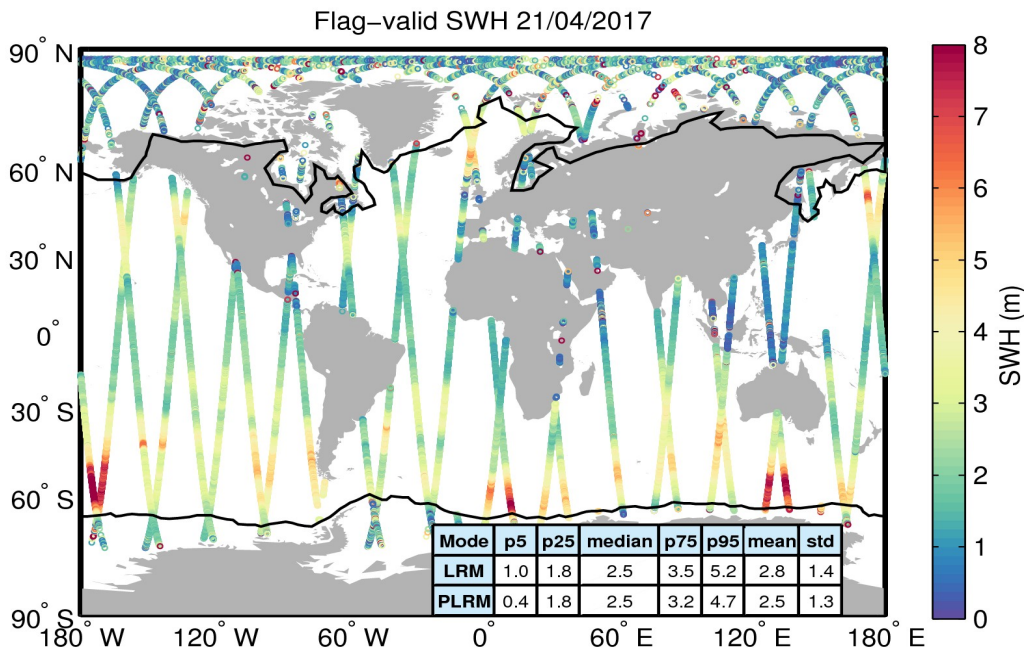 Flag-valid SWH 21/04/2017
90° N
60° N
30° N
0°
30° S
60° S
90° S
180° W
120° W
60° W
0°
60° E
120° E
180° E
Mode p5 p25 median p75 p95 mean std
LRM 1.0 1.8 2.5 3.5 5.2 2.8 1.4
PLRM 0.4 1.8 2.5 3.2 4.7 2.5 1.3
8
7
6
5
4
3
2
1
0
SWH (m)